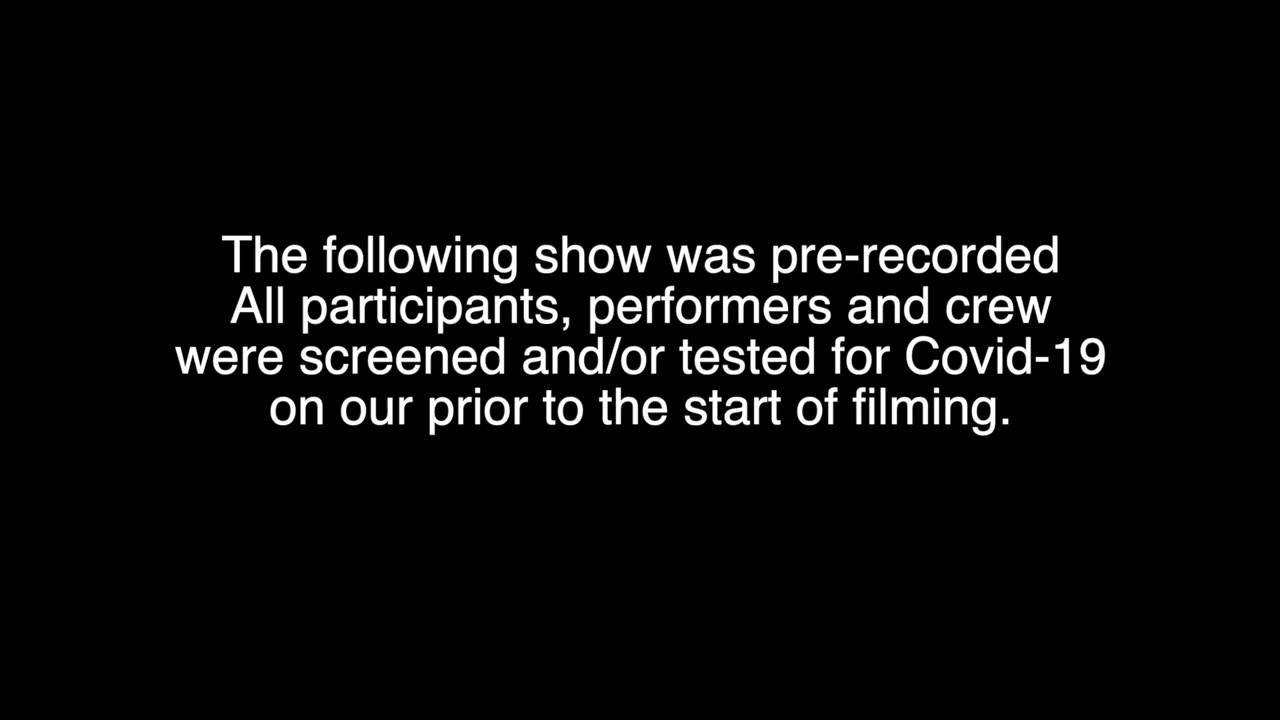 The following show was pre-recorded
All participants, performers and crew
were screened and/or tested for Covid-19
on our prior to the start of filming.